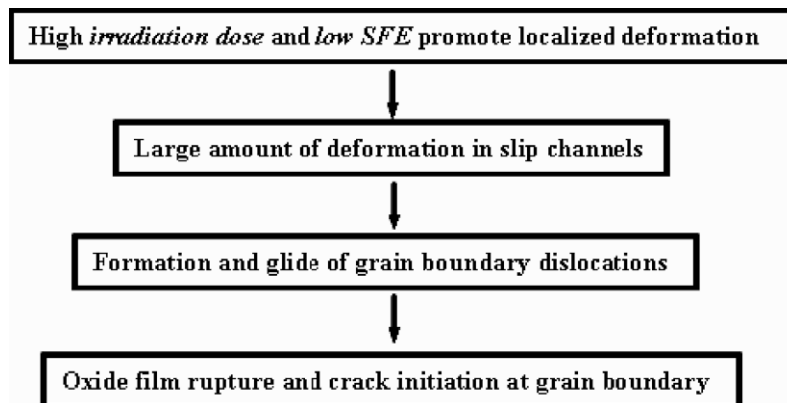 High irradiation dose and low SFE promote localized deformation
Large amount of deformation in slip channels
Formation and glide of grain boundary dislocations
Oxide film rupture and crack initiation at grain boundary